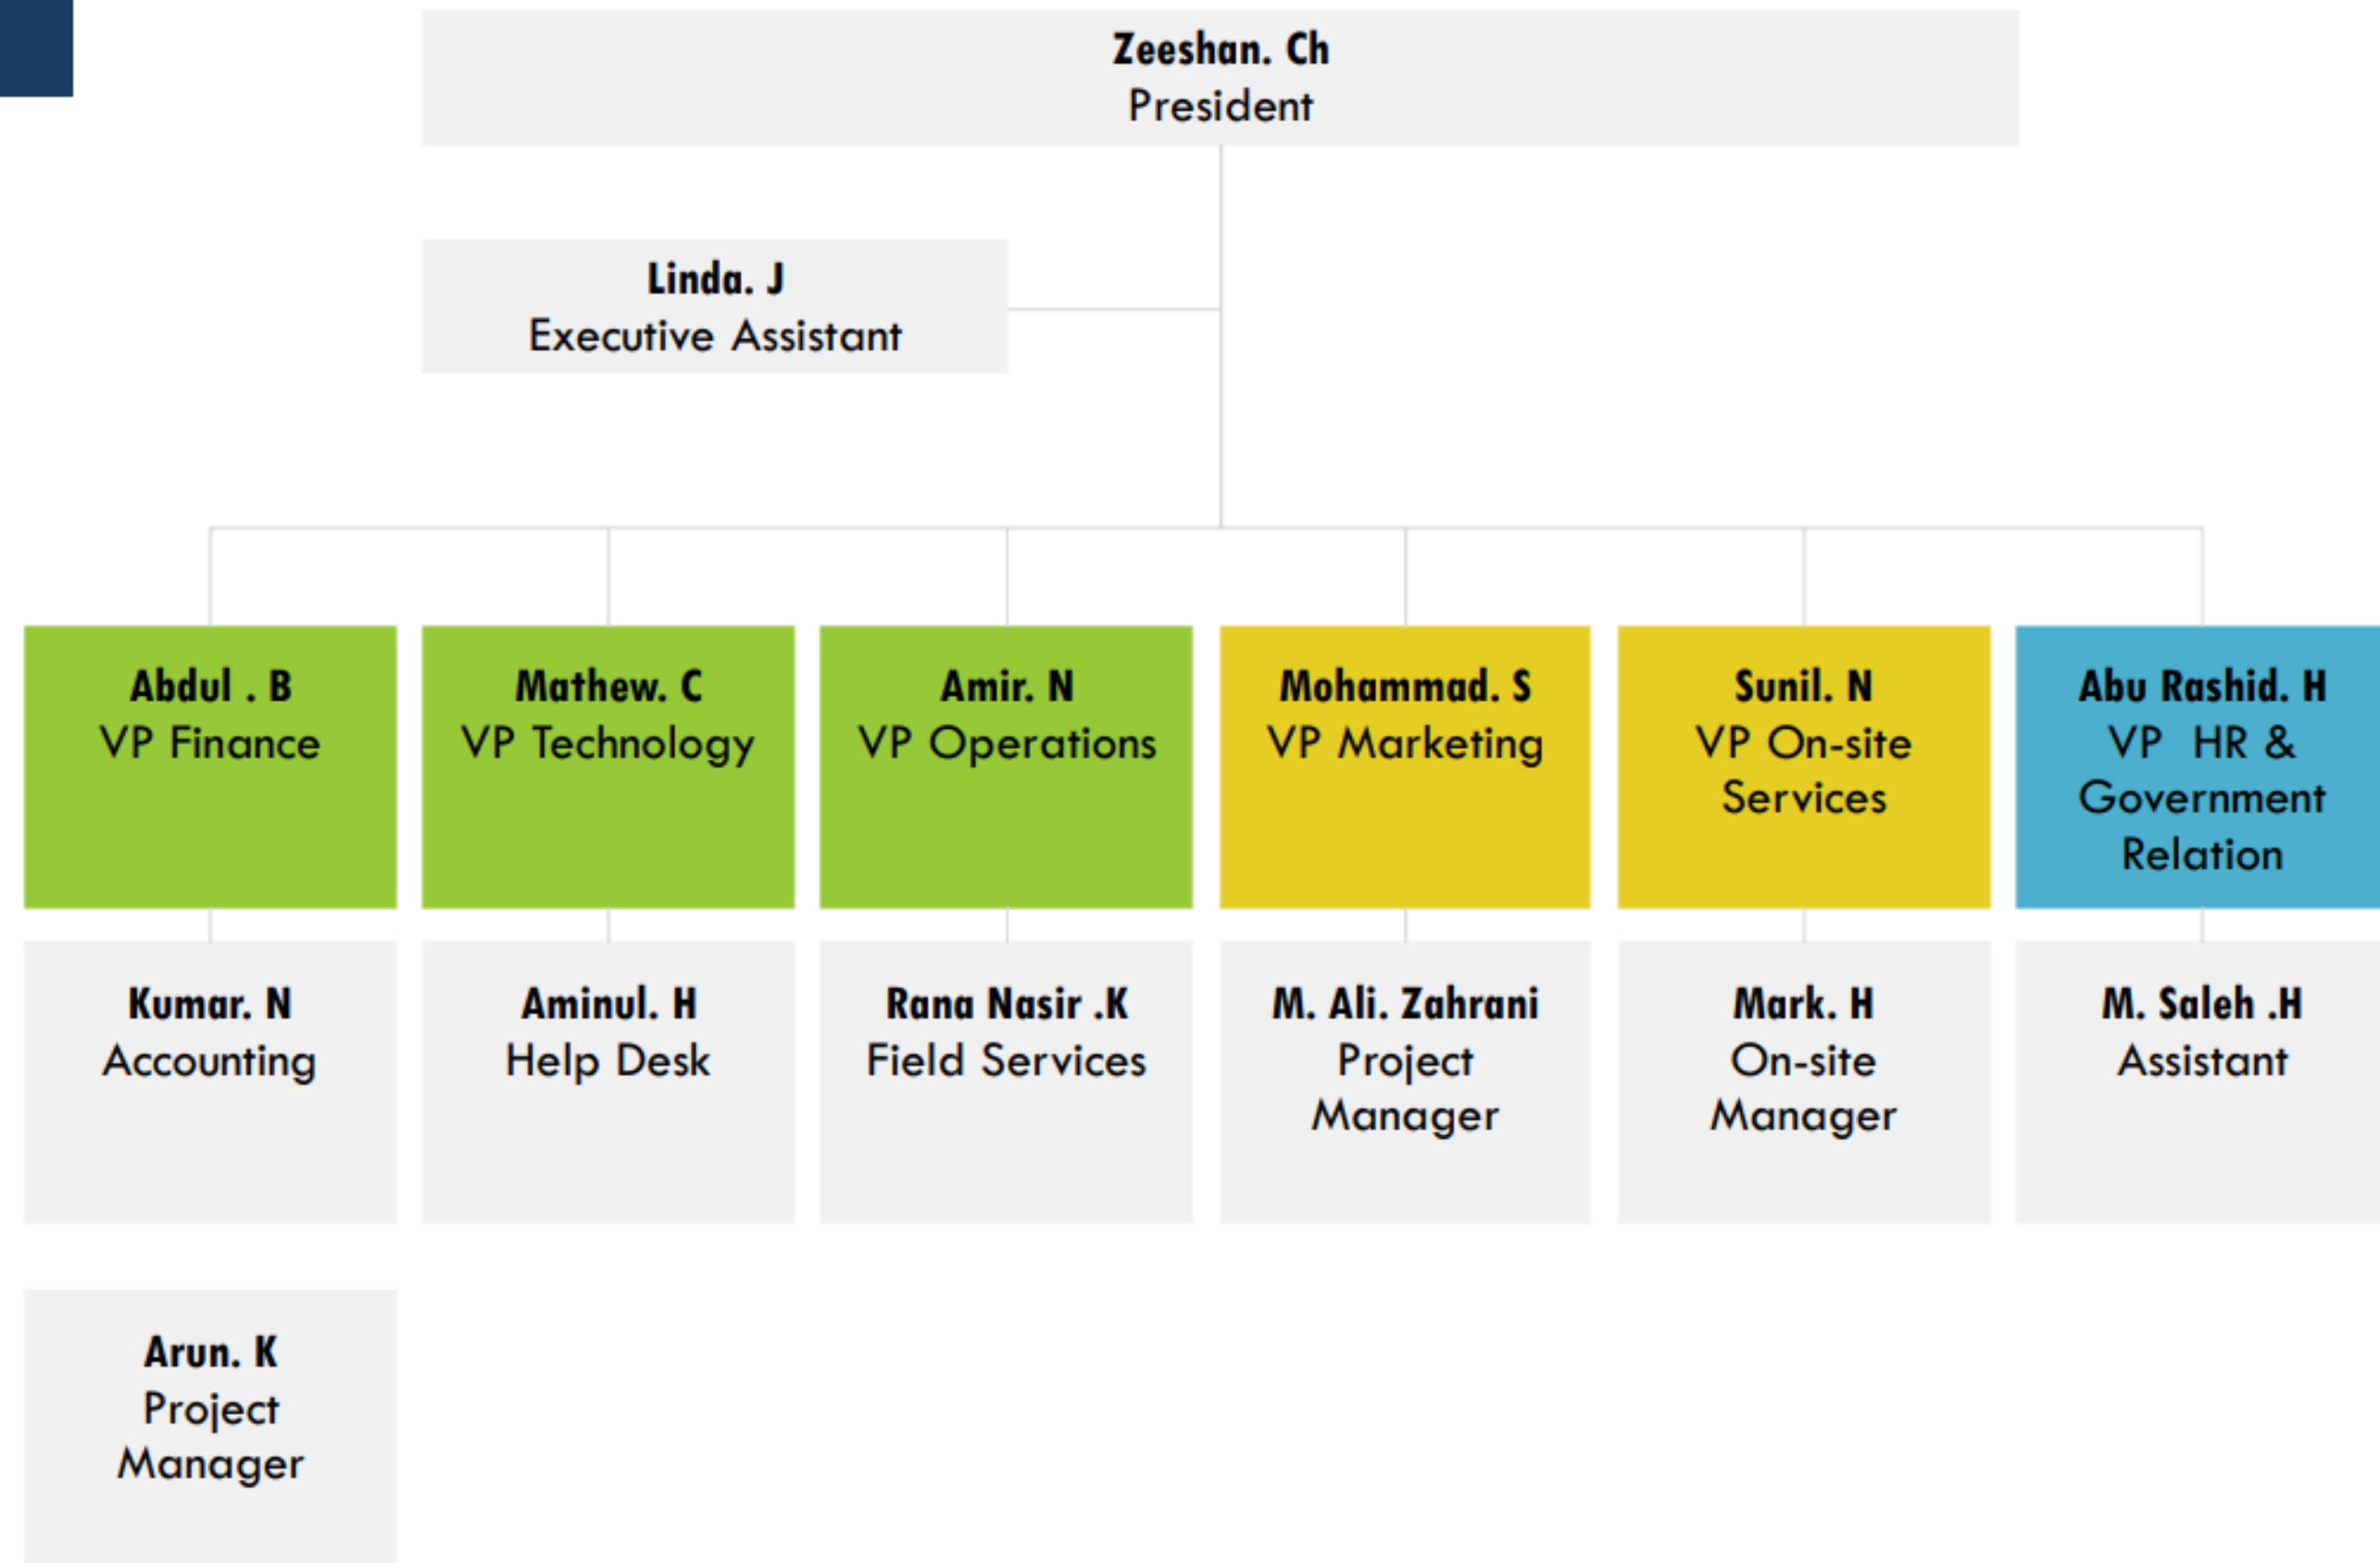 Zeeshan. Ch
President
Linda. J
Executive Assistant
Abdul . B
VP Finance
Mathew. C
VP Technology
Amir. N
VP Operations
Mohammad. S
VP Marketing
Sunil. N
VP On-site
Services
Abu Rashid. H
VP  HR &
Government
Relation
Kumar. N
Accounting
Aminul. H
Help Desk
Rana Nasir .K
Field Services
M. Ali. Zahrani
Project
Manager
Mark. H
On-site
Manager
M. Saleh .H
Assistant
Arun. K
Project
Manager